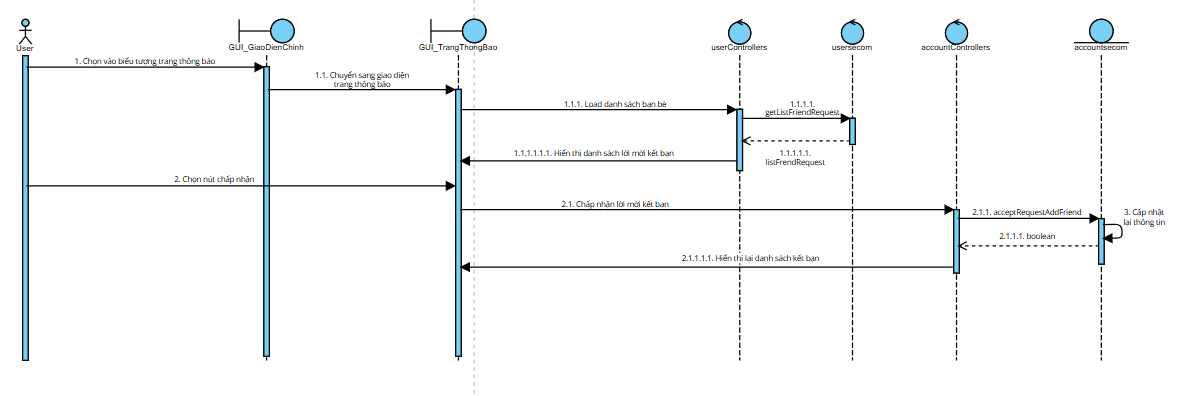 User
GUI_GiaoDienChinh
GUI_TrangThongBao
userControllers
usersecom
accountControllers
accountsecom
1. Chọn vào biểu tượng trang thông báo
1.1. Chuyển sang giao diện
trang thông báo
1.1.1. Load danh sách bạn bè
1.1.1.1.
getListFriendRequest
1.1.1.1.1.
listFrendRequest
1.1.1.1.1.1. Hiển thị danh sách lời mời kết bạn
2. Chọn nút chấp nhận
2.1. Chấp nhận lời mời kết bạn
2.1.1. acceptRequestAddFriend
3. Cập nhật
lại thông tin
2.1.1.1. boolean
2.1.1.1.1. Hiển thị lại danh sách kết bạn